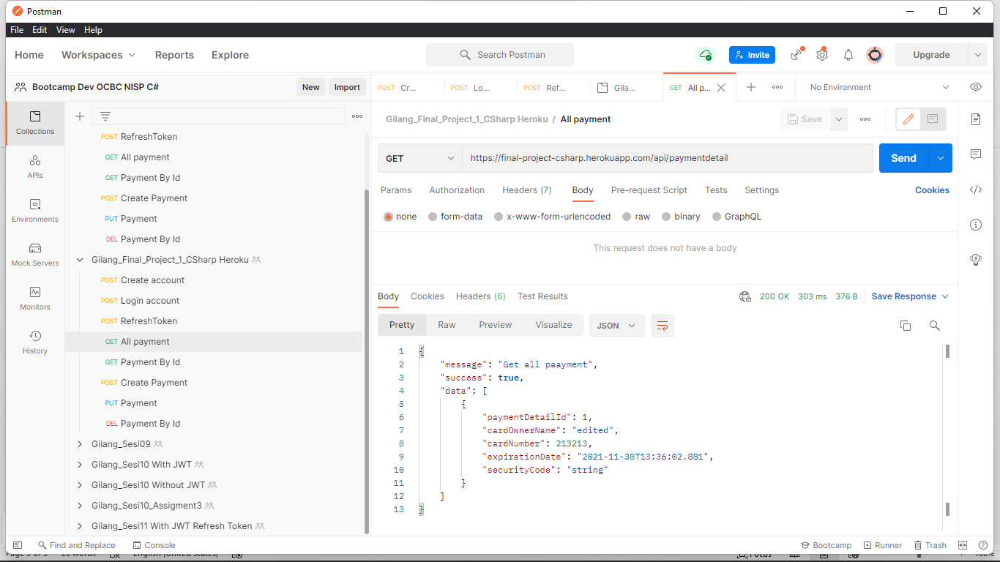 Postman
File Edit View Help
Home Workspaces Reports Explore Search Postman Invite Upgrade
Bootcamp Dev OCBC NISP C# New Import
POST Cr... POST Lo... POST Ref... Gila... GET All p... No Environment
Collections
APIs
Environments
Mock Servers
Monitors
History
POST RefreshToken
GET All payment
GET Payment By Id
POST Create Payment
PUT Payment
DEL Payment By Id
Gilang_Final_Project_1_CSharp Heroku
POST Create account
POST Login account
POST RefreshToken
GET All payment
GET Payment By Id
POST Create Payment
PUT Payment
DEL Payment By Id
Gilang_Sesi09
Gilang_Sesi10 With JWT
Gilang_Sesi10 Without JWT
Gilang_Sesi10_Assigment3
Gilang_Sesi11 With JWT Refresh Token
Gilang_Final_Project_1_CSharp Heroku / All payment Save
GET https://final-project-csharp.herokuapp.com/api/paymentdetail Send
Params Authorization Headers (7) Body Pre-request Script Tests Settings Cookies
none form-data x-www-form-urlencoded raw binary GraphQL
This request does not have a body
Body Cookies Headers (6) Test Results 200 OK 303 ms 376 B Save Response
Pretty Raw Preview Visualize JSON
1 {
2 "message": "Get all paayment",
3 "success": true,
4 "data": [
5 {
6 "paymentDetailId": 1,
7 "cardOwnerName": "edited",
8 "cardNumber": 213213,
9 "expirationDate": "2021-11-30T13:36:02.881",
10 "securityCode": "string"
11 }
12 ]
13 }
Find and Replace Console Bootcamp Runner Trash
English (United States) Focus 100%